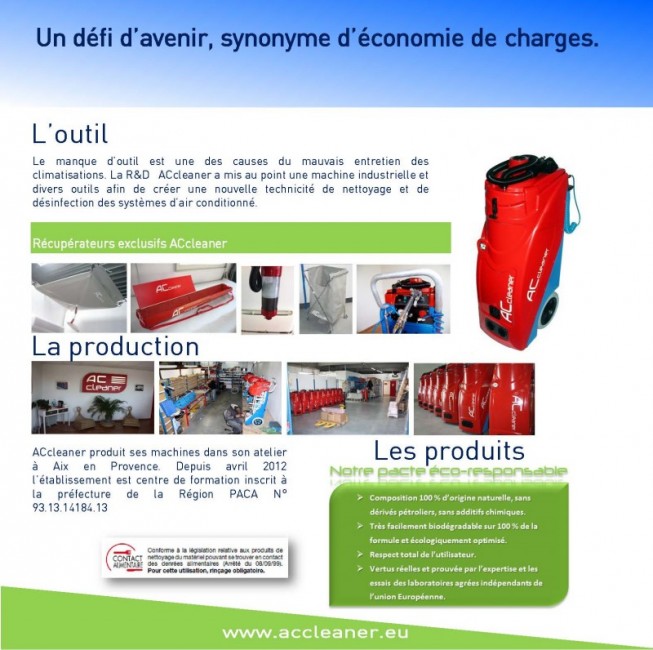 Un défi d'avenir, synonyme d'économie de charges.
L'outil
Le manque d'outil est une des causes du mauvais entretien des
climatisations. La R&D ACcleaner a mis au point une machine industrielle et
divers outils afin de créer une nouvelle technicité de nettoyage et de
désinfection des systèmes d'air conditionné.
Récupérateurs exclusifs ACcleaner
AC cleaner
AC cleaner
La production
AC
cleaner
ACcleaner produit ses machines dans son atelier
à Aix en Provence. Depuis avril 2012
l'établissement est centre de formation inscrit à
la préfecture de la Région PACA N°
93.13.14184.13
CONTACT
ALIMENTAIRE
Conforme à la législation relative aux produits de
nettoyage du matériel pouvant se trouver en contact
des denrées alimentaires (Arrêté du 08/09/99).
Pour cette utilisation, rinçage obligatoire.
Les produits
Notre pacte éco-responsable
➢ Composition 100 % d'origine naturelle, sans
dérivés pétroliers, sans additifs chimiques.
➢ Très facilement biodégradable sur 100 % de la
formule et écologiquement optimisé.
➢ Respect total de l'utilisateur.
➢ Vertus réelles et prouvée par l'expertise et les
essais des laboratoires agrées indépendants de
l'union Européenne.
www.accleaner.eu